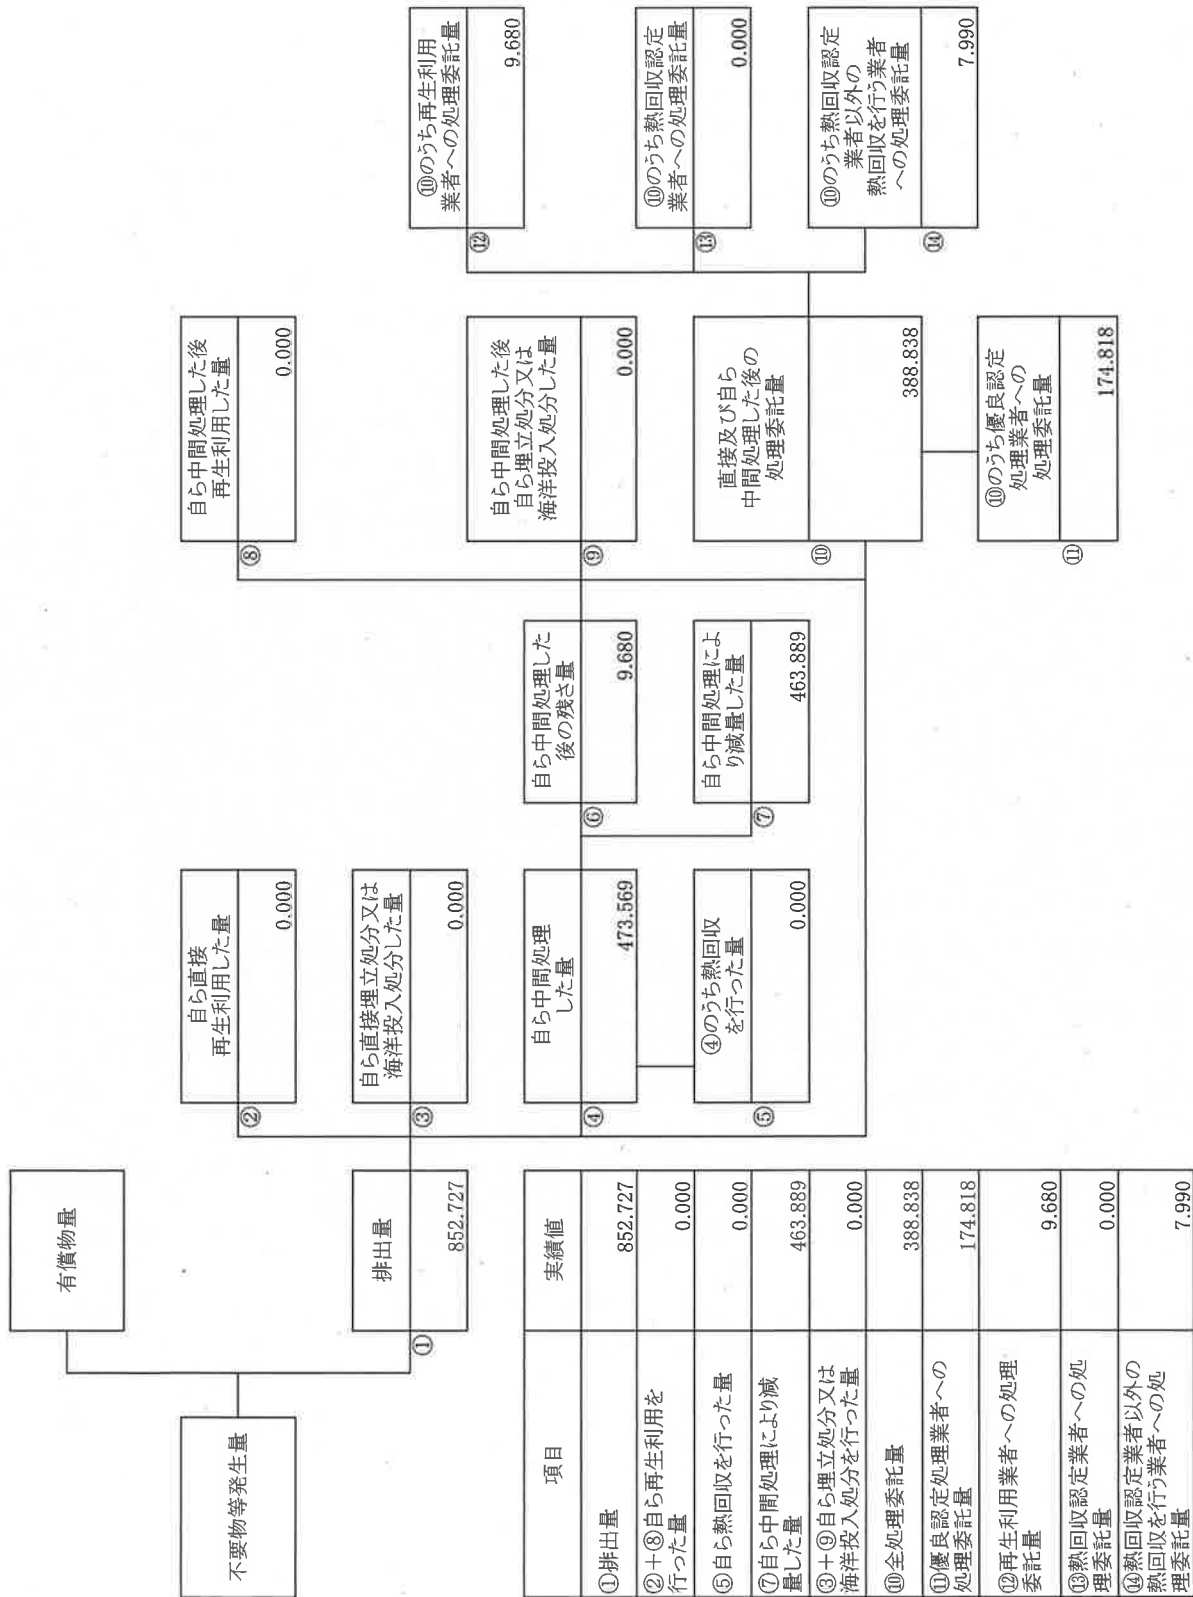 不要物等発生量
有償物量
①
排出量
852.727
②
自ら直接
再生利用した量
0.000
③
自ら直接埋立処分又は
海洋投入処分した量
0.000
④
自ら中間処理
した量
473.569
⑤
④のうち熱回収
を行った量
0.000
⑥
自ら中間処理した
後の残さ量
9.680
⑦
自ら中間処理によ
り減量した量
463.889
⑧
自ら中間処理した後
再生利用した量
0.000
⑨
自ら中間処理した後
自ら埋立処分又は
海洋投入処分した量
0.000
⑩
直接及び自ら
中間処理した後の
処理委託量
388.838
⑪
⑩のうち優良認定
処理業者への
処理委託量
174.818
⑫
⑩のうち再生利用
業者への処理委託量
9.680
⑬
⑩のうち熱回収認定
業者への処理委託量
0.000
⑭
⑩のうち熱回収認定
業者以外の
熱回収を行う業者
への処理委託量
7.990
項目 実績値
①排出量 852.727
②+⑧自ら再生利用を
行った量 0.000
⑤自ら熱回収を行った量 0.000
⑦自ら中間処理により減
量した量 463.889
③+⑨自ら埋立処分又は
海洋投入処分を行った量 0.000
⑩全処理委託量 388.838
⑪優良認定処理業者への
処理委託量 174.818
⑫再生利用業者への処理
委託量 9.680
⑬熱回収認定業者への処
理委託量 0.000
⑭熱回収認定業者以外の
熱回収を行う業者への処
理委託量 7.990